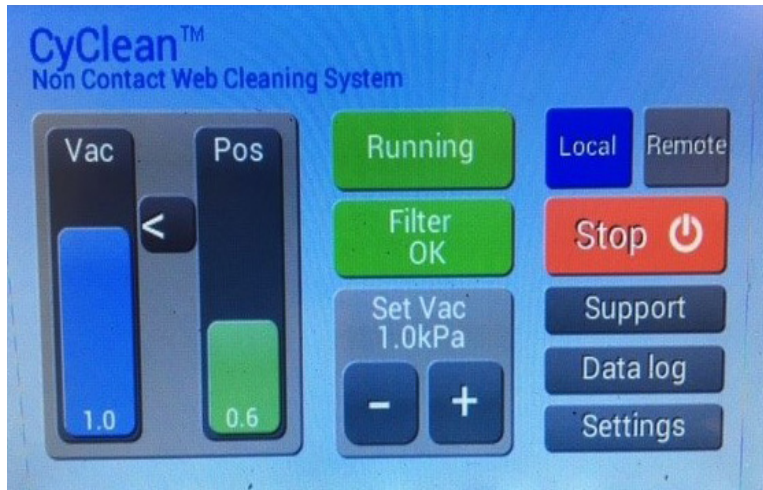 CyClean™
Non Contact Web Cleaning System
Vac
Pos
<
1.0
0.6
Running
Filter
OK
Set Vac
1.0kPa
-
+
Local
Remote
Stop
Support
Data log
Settings